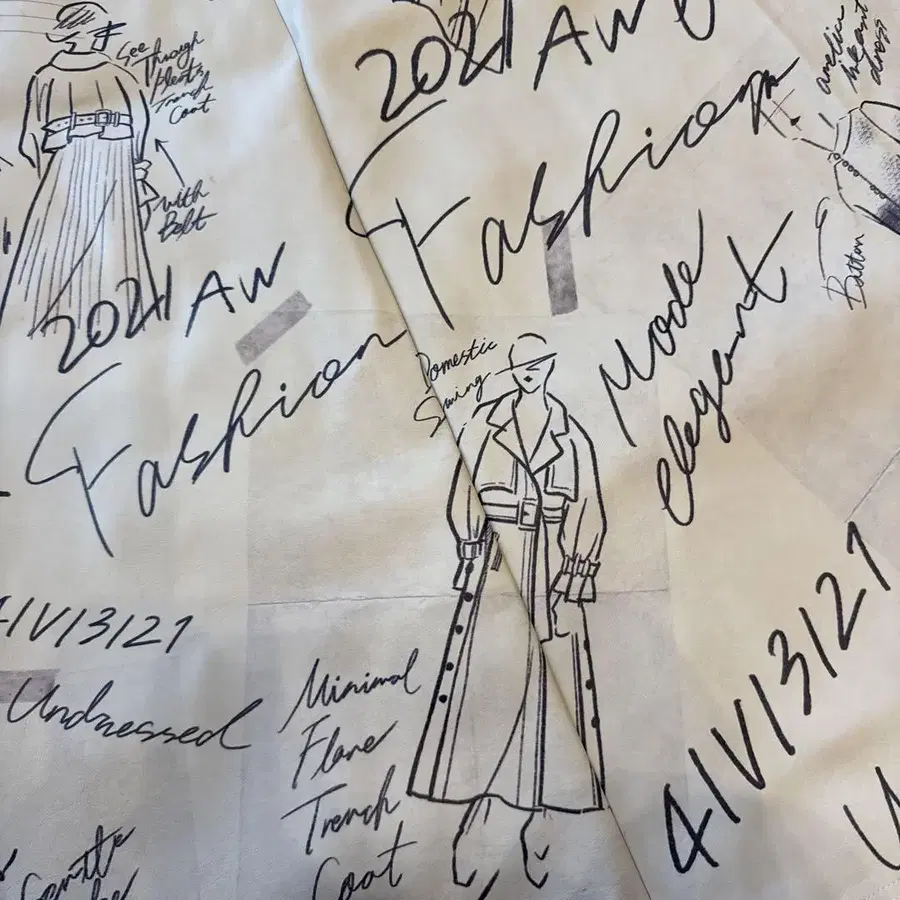 See
Through
Pleats
Trench
Coat
with
Belt
2021 AW
Fashion
2021 AW
Fashion
Button
Mode
elegant
Domestic
Swing
41V13121
Undressed
Minimal
Flare
Trench
Coat
41V13121